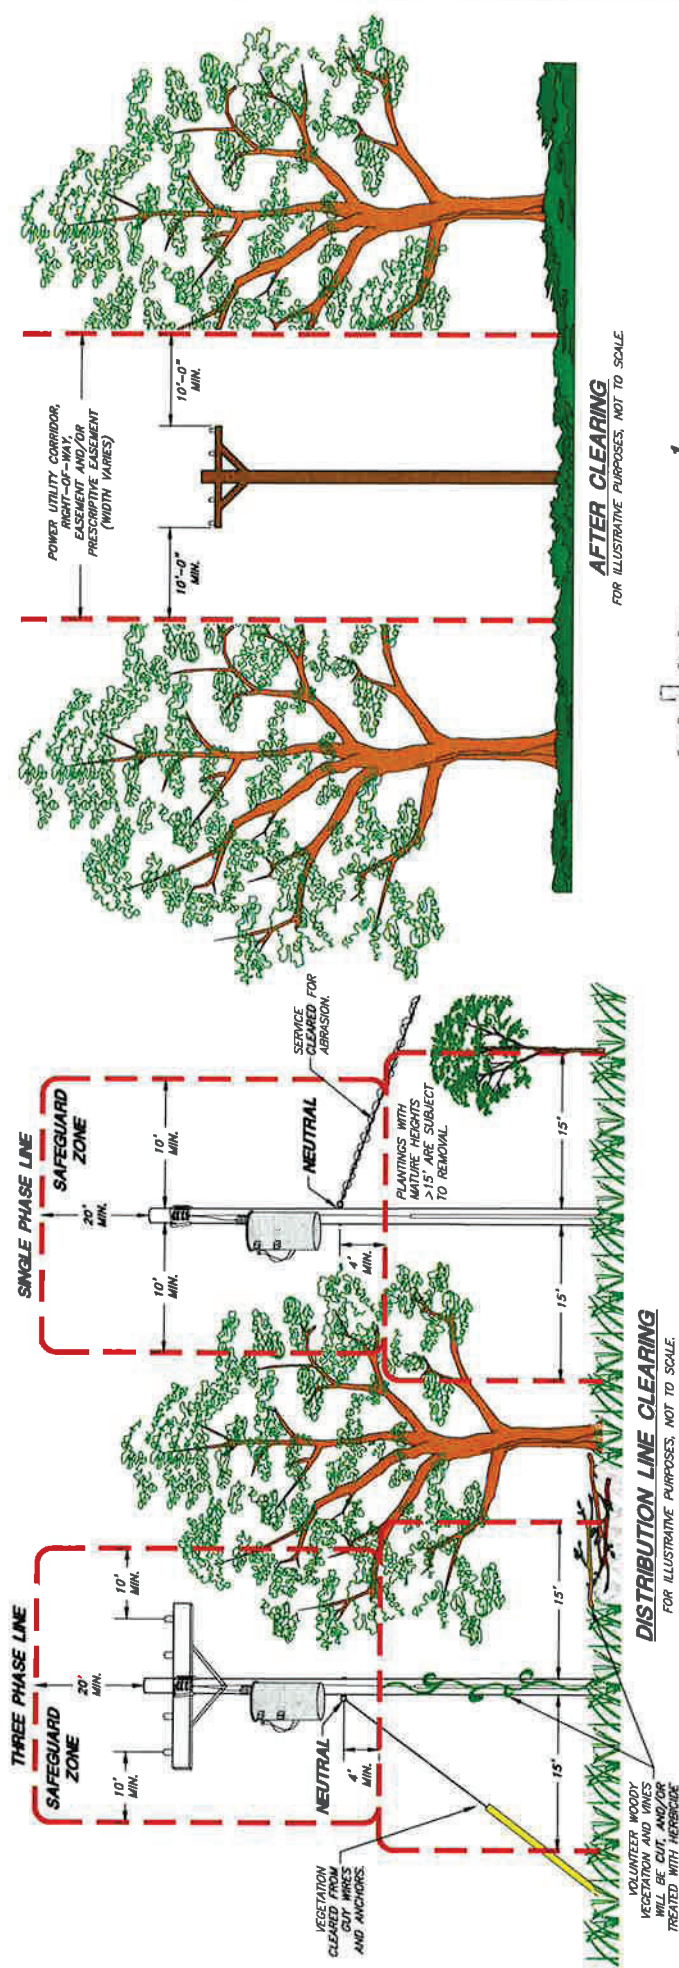 THREE PHASE LINE
SAFEGUARD
ZONE
20'
MIN.
10'
MIN.
10'
MIN.
NEUTRAL
4'
MIN.
VEGETATION
CLEARED FROM
GUY WIRES
AND ANCHORS.
15'
15'
VOLUNTEER WOODY
VEGETATION AND VINES
WILL BE CUT, AND/OR
TREATED WITH HERBICIDE
SINGLE PHASE LINE
SAFEGUARD
ZONE
20'
MIN.
10'
MIN.
10'
MIN.
NEUTRAL
4'
MIN.
SERVICE
CLEARED FOR
ABRASION.
PLANTINGS WITH
MATURE HEIGHTS
>15' ARE SUBJECT
TO REMOVAL.
15'
15'
DISTRIBUTION LINE CLEARING
FOR ILLUSTRATIVE PURPOSES, NOT TO SCALE.
POWER UTILITY CORRIDOR,
RIGHT-OF-WAY,
EASEMENT AND/OR
PRESCRIPTIVE EASEMENT
(WIDTH VARIES)
10'-0"
MIN.
10'-0"
MIN.
AFTER CLEARING
FOR ILLUSTRATIVE PURPOSES, NOT TO SCALE.